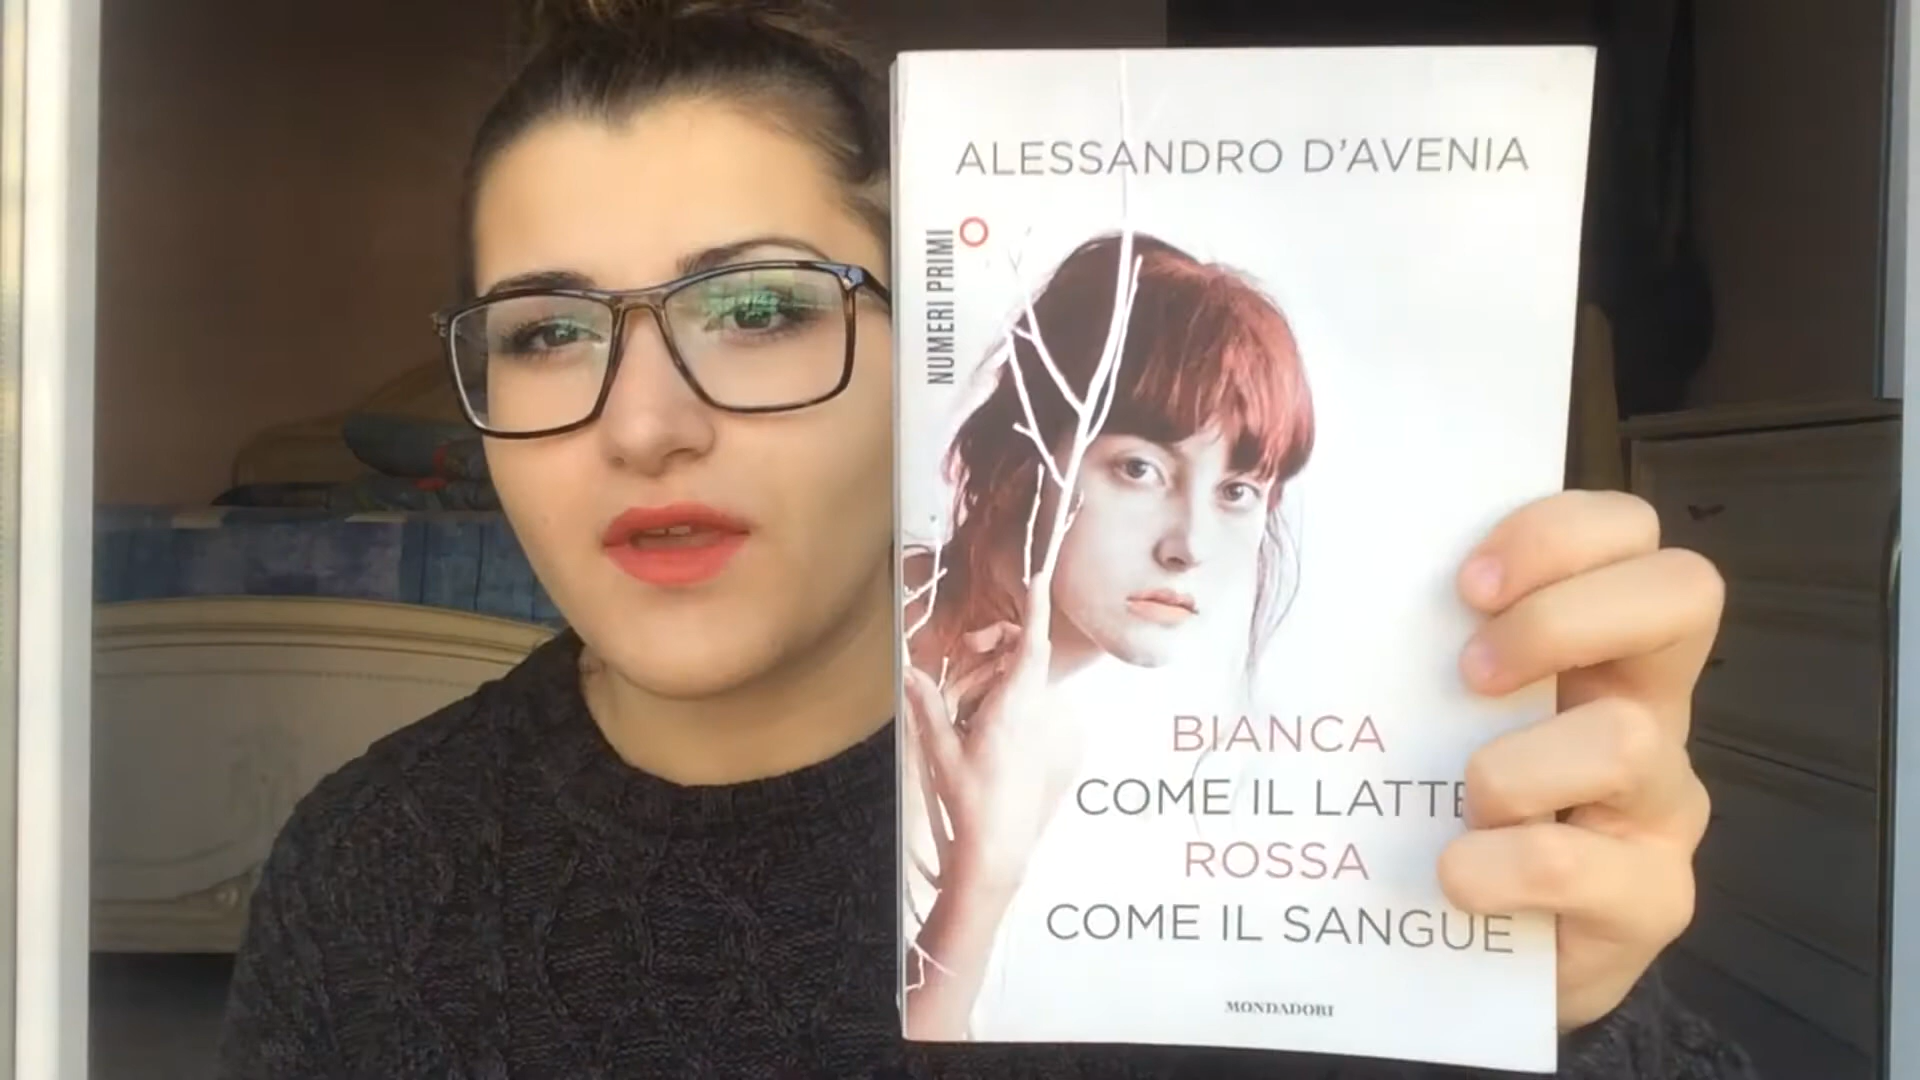 ALESSANDRO D'AVENIA
NUMERI PRIMI
BIANCA
COME IL LATTE
ROSSA
COME IL SANGUE
MONDADORI